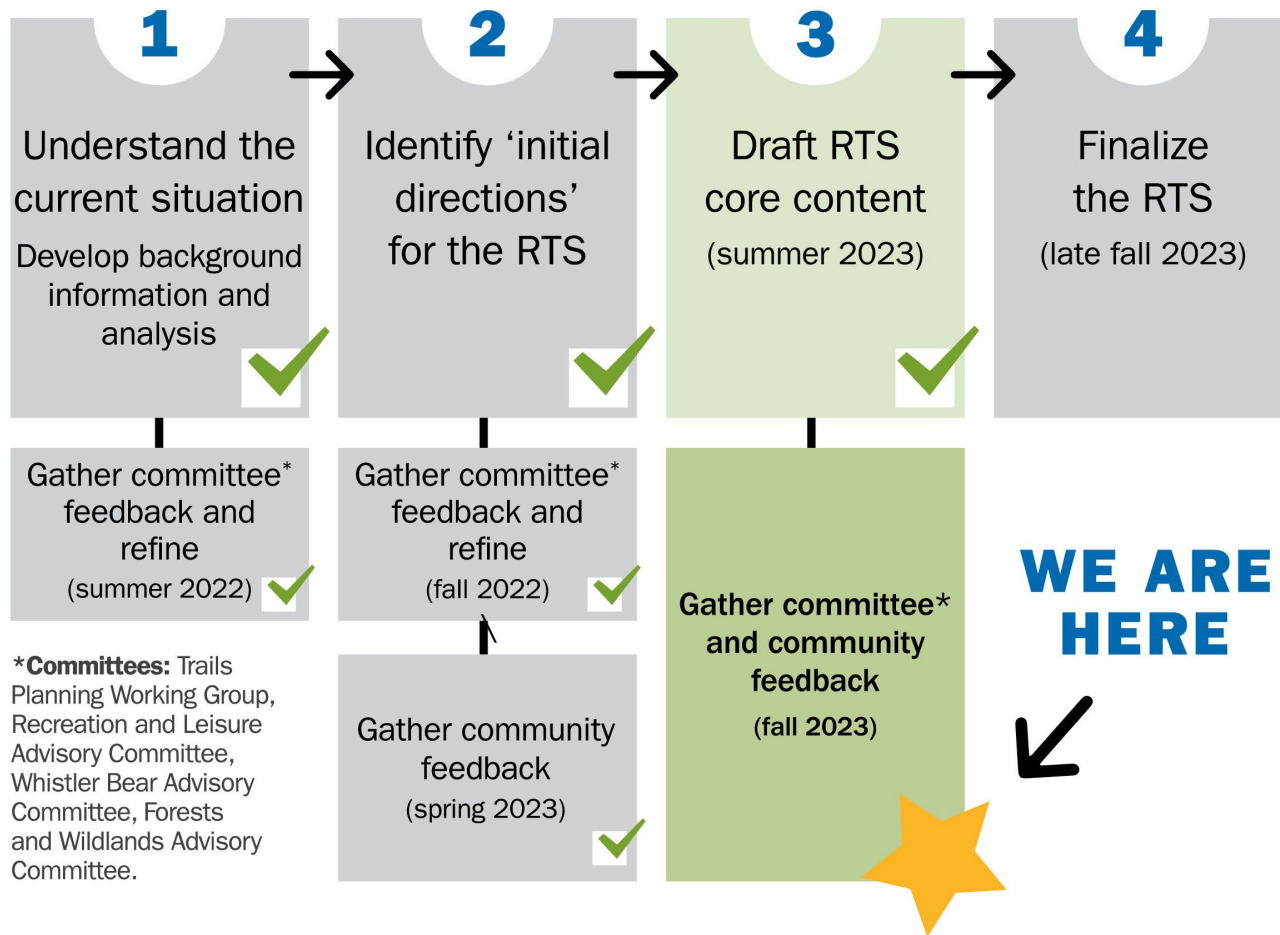 1
Understand the
current situation
Develop background
information and
analysis
Gather committee*
feedback and
refine
(summer 2022)
*Committees: Trails
Planning Working Group,
Recreation and Leisure
Advisory Committee,
Whistler Bear Advisory
Committee, Forests
and Wildlands Advisory
Committee.
2
Identify ‘initial
directions’
for the RTS
Gather committee*
feedback and
refine
(fall 2022)
Gather community
feedback
(spring 2023)
3
Draft RTS
core content
(summer 2023)
Gather committee*
and community
feedback
(fall 2023)
4
Finalize
the RTS
(late fall 2023)
WE ARE
HERE